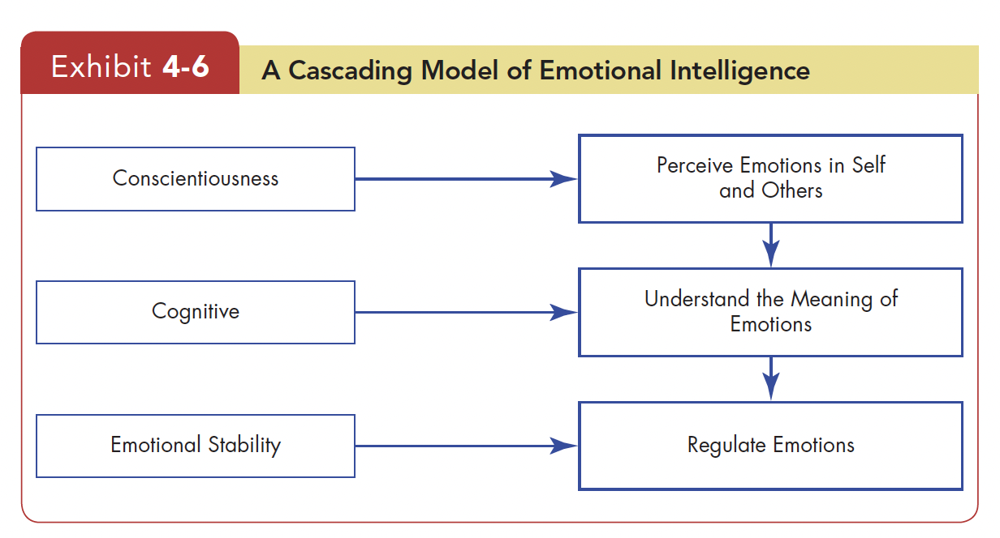 Exhibit 4-6
A Cascading Model of Emotional Intelligence
Conscientiousness
Perceive Emotions in Self
and Others
Cognitive
Understand the Meaning of
Emotions
Emotional Stability
Regulate Emotions